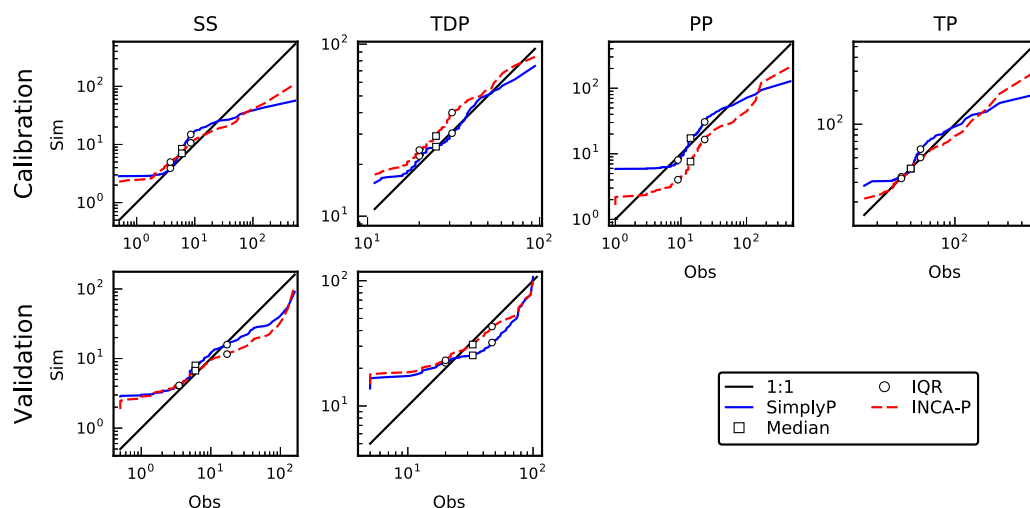 SS TDP PP TP
Calibration
Sim
10² 10¹ 10⁰
10² 10¹
10² 10¹ 10⁰
10²
10⁰ 10¹ 10²
10¹ 10²
10⁰ 10¹ 10²
10²
Obs Obs
Validation
Sim
10² 10¹ 10⁰
10² 10¹
10⁰ 10¹ 10²
10¹ 10²
Obs Obs
1:1 IQR
SimplyP INCA-P
Median